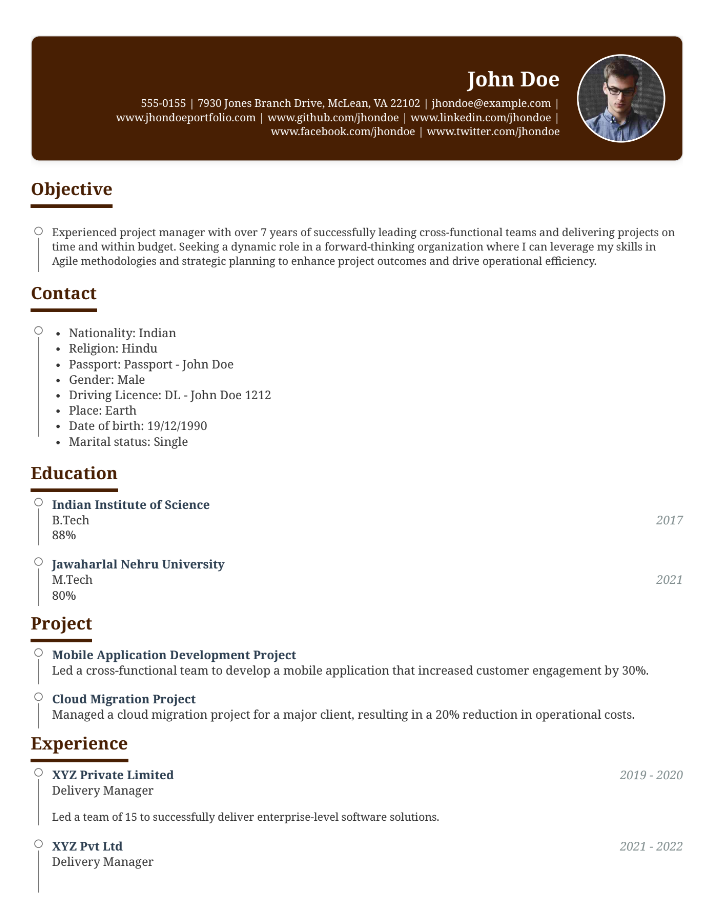 John Doe
555-0155 | 7930 Jones Branch Drive, McLean, VA 22102 | jhondoe@example.com |
www.jhondoeportfolio.com | www.github.com/jhondoe | www.linkedin.com/jhondoe |
www.facebook.com/jhondoe | www.twitter.com/jhondoe
Objective
Experienced project manager with over 7 years of successfully leading cross-functional teams and delivering projects on
time and within budget. Seeking a dynamic role in a forward-thinking organization where I can leverage my skills in
Agile methodologies and strategic planning to enhance project outcomes and drive operational efficiency.
Contact
• Nationality: Indian
• Religion: Hindu
• Passport: Passport - John Doe
• Gender: Male
• Driving Licence: DL - John Doe 1212
• Place: Earth
• Date of birth: 19/12/1990
• Marital status: Single
Education
Indian Institute of Science
B.Tech 2017
88%
Jawaharlal Nehru University
M.Tech 2021
80%
Project
Mobile Application Development Project
Led a cross-functional team to develop a mobile application that increased customer engagement by 30%.
Cloud Migration Project
Managed a cloud migration project for a major client, resulting in a 20% reduction in operational costs.
Experience
XYZ Private Limited 2019 - 2020
Delivery Manager
Led a team of 15 to successfully deliver enterprise-level software solutions.
XYZ Pvt Ltd 2021 - 2022
Delivery Manager